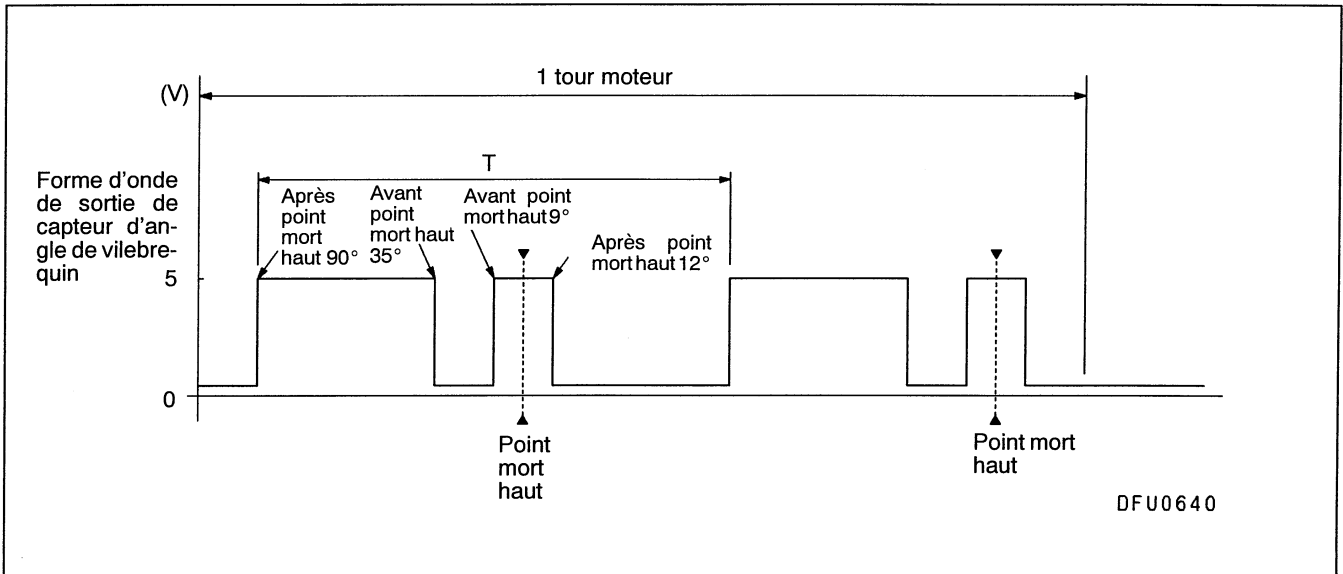 1 tour moteur
(V)
T
Forme d'onde
de sortie de
capteur d'an-
gle de vilebre-
quin
Après
point
mort
haut 90°
Avant
point
mort haut
35°
Avant point
mort haut 9°
Après point
mort haut 12°
5
0
Point
mort
haut
Point mort
haut
DFU0640